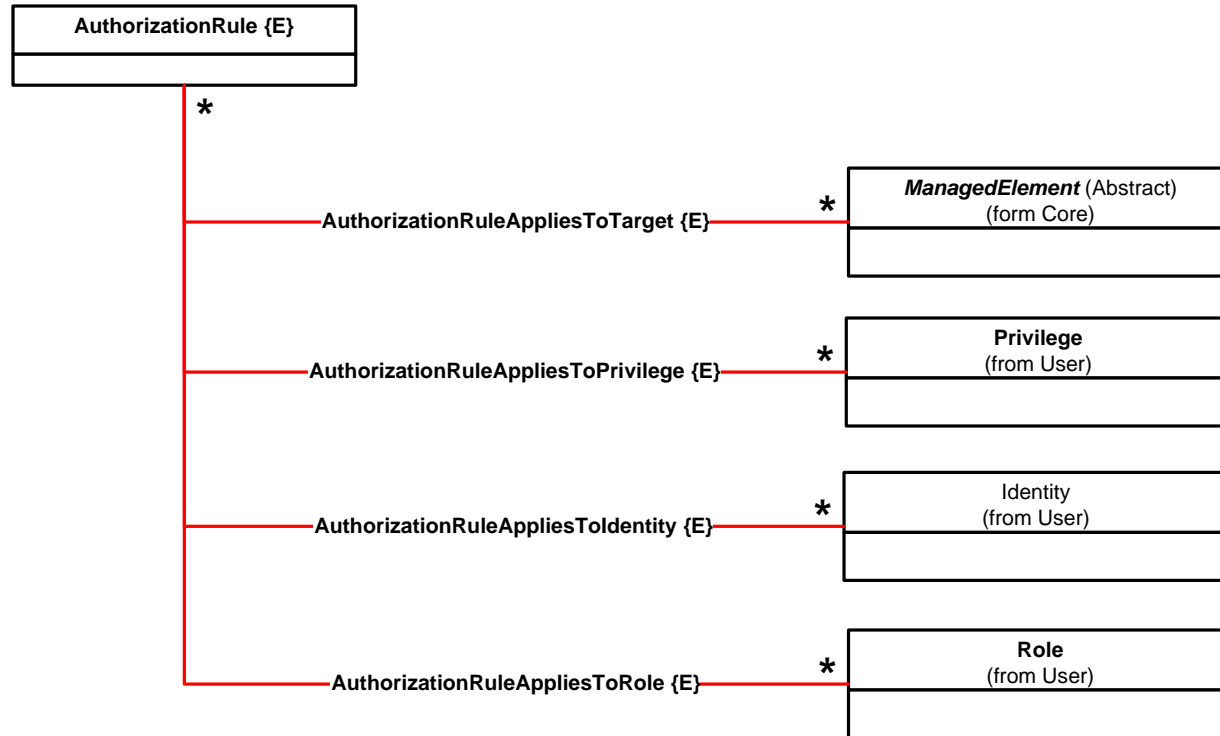 AuthorizationRule {E}
*
ManagedElement (Abstract)
(form Core)
AuthorizationRuleAppliesToTarget {E}
*
Privilege
(from User)
AuthorizationRuleAppliesToPrivilege {E}
*
Identity
(from User)
AuthorizationRuleAppliesToIdentity {E}
*
Role
(from User)
AuthorizationRuleAppliesToRole {E}
*